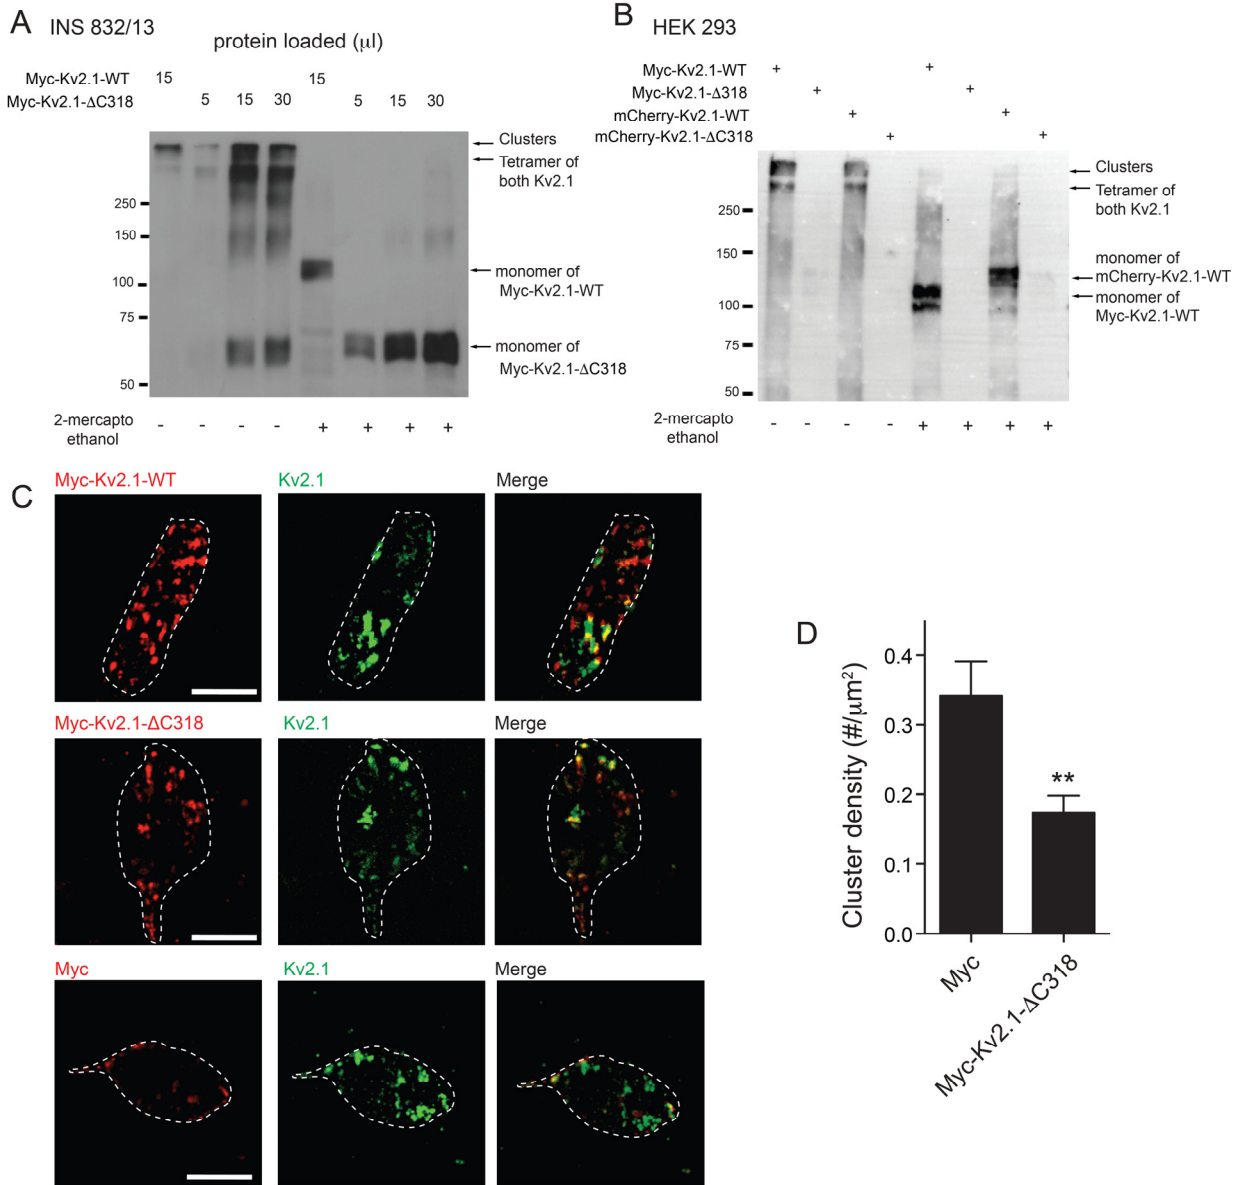 A INS 832/13
protein loaded (μl)
Myc-Kv2.1-WT 15 15
Myc-Kv2.1-ΔC318 5 15 30 5 15 30
Clusters
Tetramer of
both Kv2.1
250
150
100
75
50
monomer of
Myc-Kv2.1-WT
monomer of
Myc-Kv2.1-ΔC318
2-mercapto
ethanol - - - - + + + +
B HEK 293
Myc-Kv2.1-WT + +
Myc-Kv2.1-Δ318 + +
mCherry-Kv2.1-WT + +
mCherry-Kv2.1-ΔC318 + +
Clusters
Tetramer of
both Kv2.1
293
150
100
75
50
monomer of
mCherry-Kv2.1-WT
monomer of
Myc-Kv2.1-WT
2-mercapto
ethanol - - - - + + + +
C
Myc-Kv2.1-WT Kv2.1 Merge
Myc-Kv2.1-ΔC318 Kv2.1 Merge
Myc Kv2.1 Merge
D
Cluster density (#/μm²)
0.4
0.3
0.2
0.1
0.0
**
Myc
Myc-Kv2.1-ΔC318